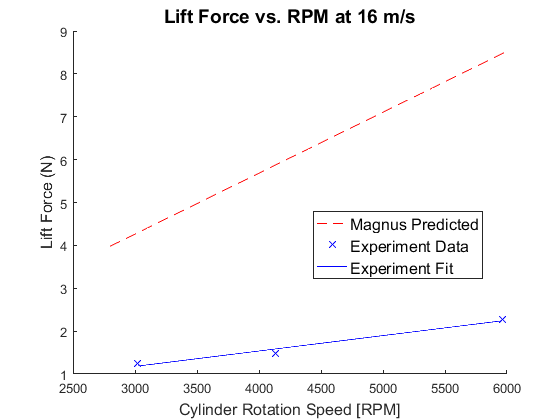 Lift Force vs. RPM at 16 m/s
9
8
7
6
5
4
3
2
1
Lift Force (N)
Magnus Predicted
Experiment Data
Experiment Fit
2500 3000 3500 4000 4500 5000 5500 6000
Cylinder Rotation Speed [RPM]